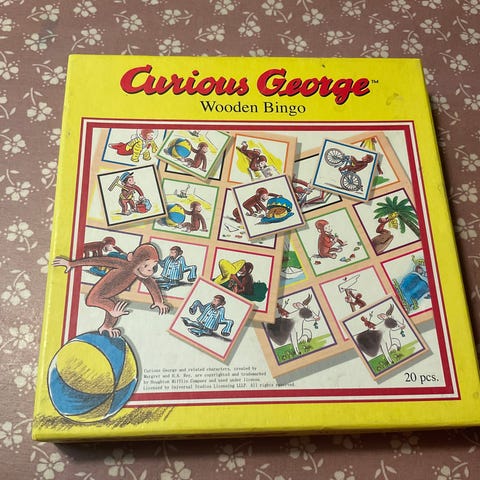 Curious George™
Wooden Bingo
Curious George and related characters, created by
Margret and H.A. Rey, are copyrighted and trademarked
by Houghton Mifflin Company and used under license.
Licensed by Universal Studios Licensing LLLP. All rights reserved.
20 pcs.